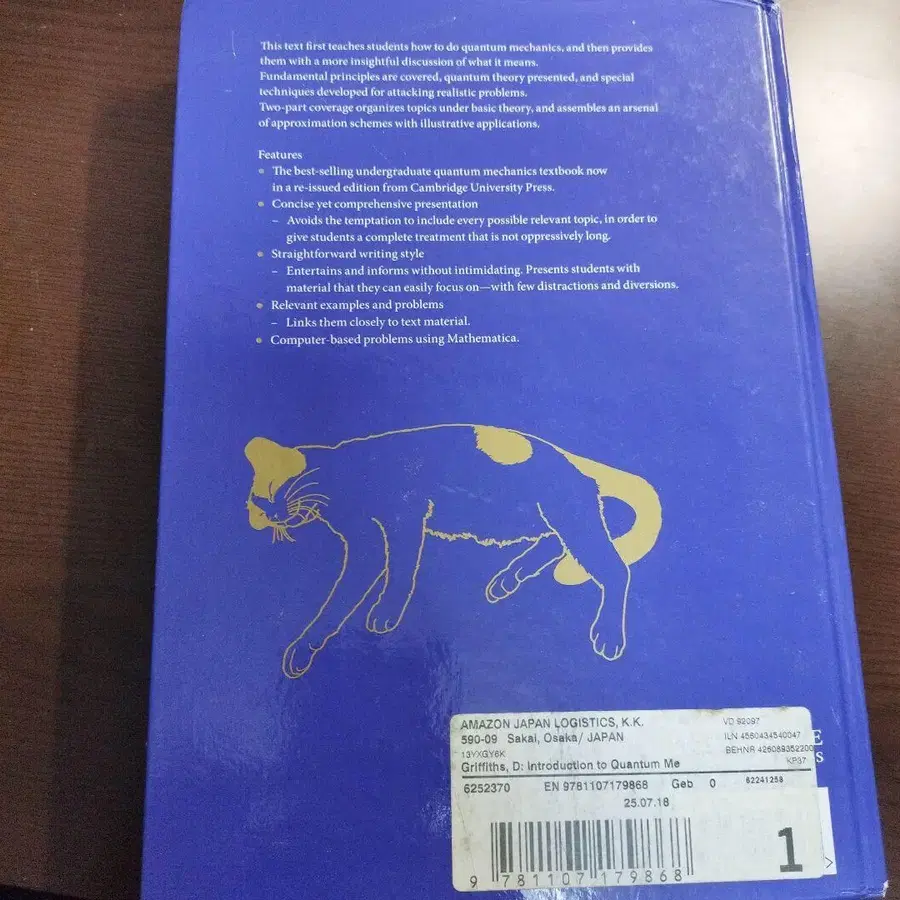 This text first teaches students how to do quantum mechanics, and then provides
them with a more insightful discussion of what it means.
Fundamental principles are covered, quantum theory presented, and special
techniques developed for attacking realistic problems.
Two-part coverage organizes topics under basic theory, and assembles an arsenal
of approximation schemes with illustrative applications.
Features
• The best-selling undergraduate quantum mechanics textbook now
in a re-issued edition from Cambridge University Press.
• Concise yet comprehensive presentation
– Avoids the temptation to include every possible relevant topic, in order to
give students a complete treatment that is not oppressively long.
• Straightforward writing style
– Entertains and informs without intimidating. Presents students with
material that they can easily focus on—with few distractions and diversions.
• Relevant examples and problems
– Links them closely to text material.
• Computer-based problems using Mathematica.
AMAZON JAPAN LOGISTICS, K.K. VD 92097
590-09 Sakai, Osaka/ JAPAN ILN 4560434540047
13YXGY6K BEHNR 426089352200
KP37
Griffiths, D: Introduction to Quantum Me
6252370 EN 9781107179868 Geb 0 62241258
25.07.18
9 781107 179868
1
E
S
>